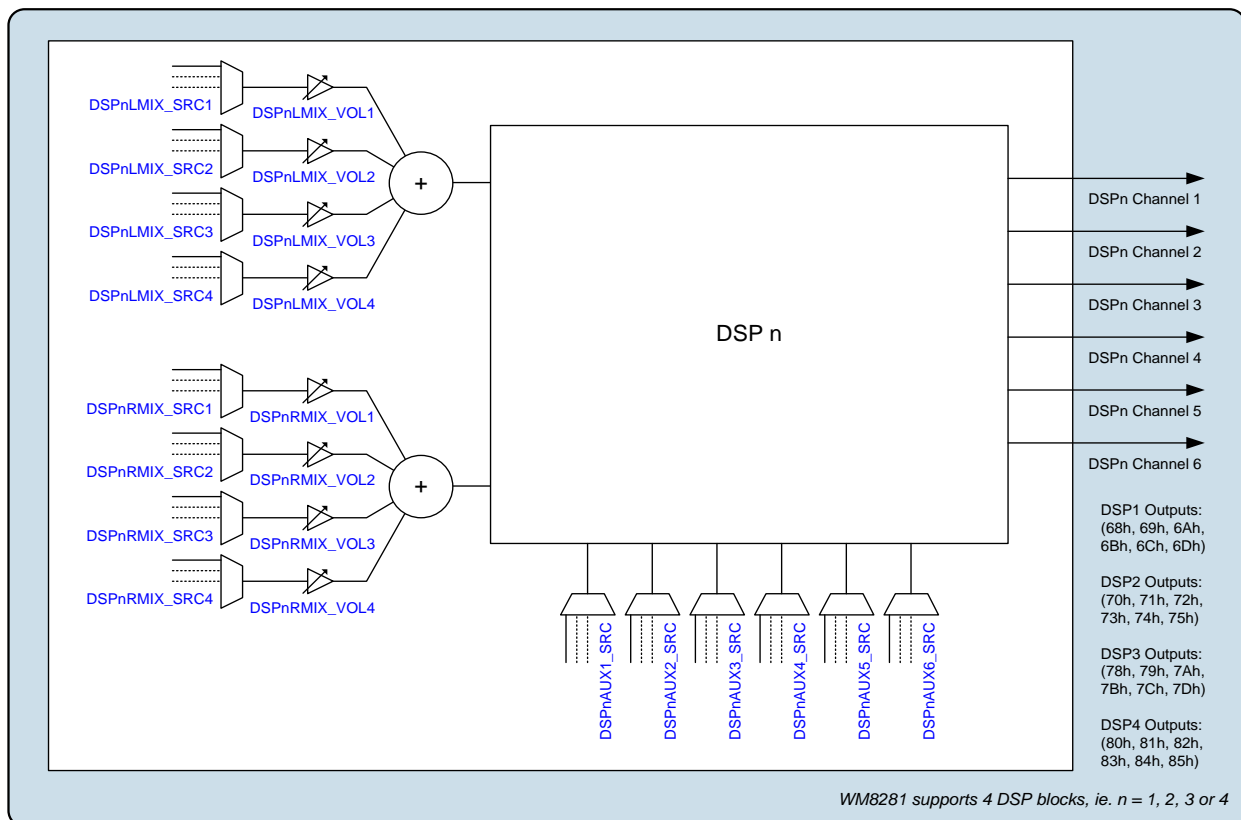 DSPnLMIX_SRC1
DSPnLMIX_VOL1
DSPnLMIX_SRC2
DSPnLMIX_VOL2
DSPnLMIX_SRC3
DSPnLMIX_VOL3
DSPnLMIX_SRC4
DSPnLMIX_VOL4
+
DSPnRMIX_SRC1
DSPnRMIX_VOL1
DSPnRMIX_SRC2
DSPnRMIX_VOL2
DSPnRMIX_SRC3
DSPnRMIX_VOL3
DSPnRMIX_SRC4
DSPnRMIX_VOL4
+
DSP n
DSPnAUX1_SRC
DSPnAUX2_SRC
DSPnAUX3_SRC
DSPnAUX4_SRC
DSPnAUX5_SRC
DSPnAUX6_SRC
DSPn Channel 1
DSPn Channel 2
DSPn Channel 3
DSPn Channel 4
DSPn Channel 5
DSPn Channel 6
DSP1 Outputs:
(68h, 69h, 6Ah,
6Bh, 6Ch, 6Dh)
DSP2 Outputs:
(70h, 71h, 72h,
73h, 74h, 75h)
DSP3 Outputs:
(78h, 79h, 7Ah,
7Bh, 7Ch, 7Dh)
DSP4 Outputs:
(80h, 81h, 82h,
83h, 84h, 85h)
WM8281 supports 4 DSP blocks, ie. n = 1, 2, 3 or 4